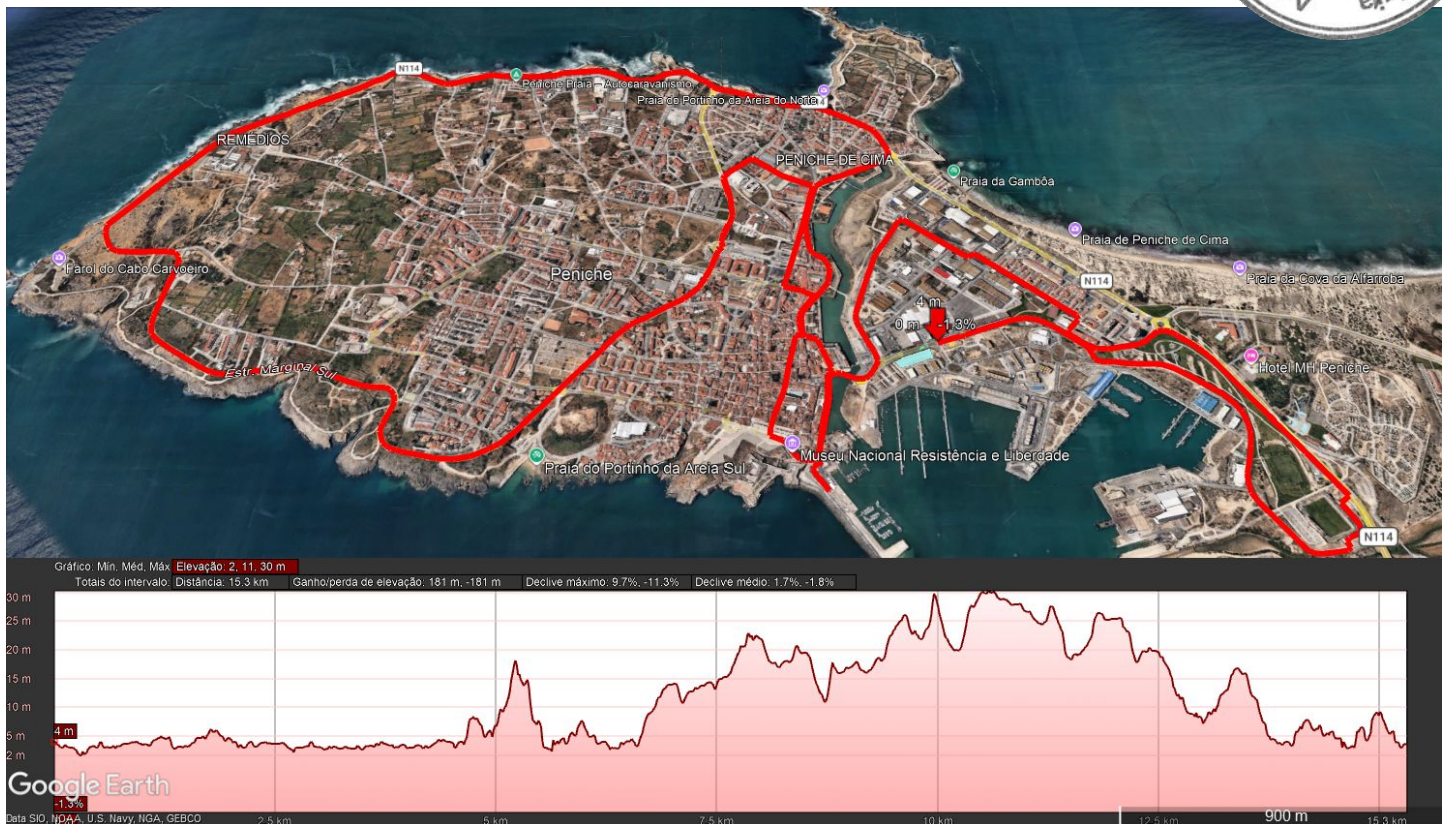 N114
Peniche Praia - Autocaravanismo...
Praia do Portinho da Areia do Norte
REMÉDIOS
PENICHE DE CIMA
Praia da Gambôa
Praia de Peniche de Cima
Farol do Cabo Carvoeiro
Peniche
Praia da Cova da Alfarroba
N114
4 m
0 m -1.3%
Hotel MH Peniche
Estr. Marginal Sul
Museu Nacional Resistência e Liberdade
Praia do Portinho da Areia Sul
N114
Gráfico: Mín, Méd, Máx Elevação: 2, 11, 30 m
Totais do intervalo: Distância: 15.3 km Ganho/perda de elevação: 181 m, -181 m Declive máximo: 9.7%, -11.3% Declive médio: 1.7%, -1.8%
30 m
25 m
20 m
15 m
10 m
5 m
4 m
2 m
Google Earth
-1.3%
Data SIO, NOAA, U.S. Navy, NGA, GEBCO
2.5 km 5 km 7.5 km 10 km 12.5 km 15.3 km
900 m